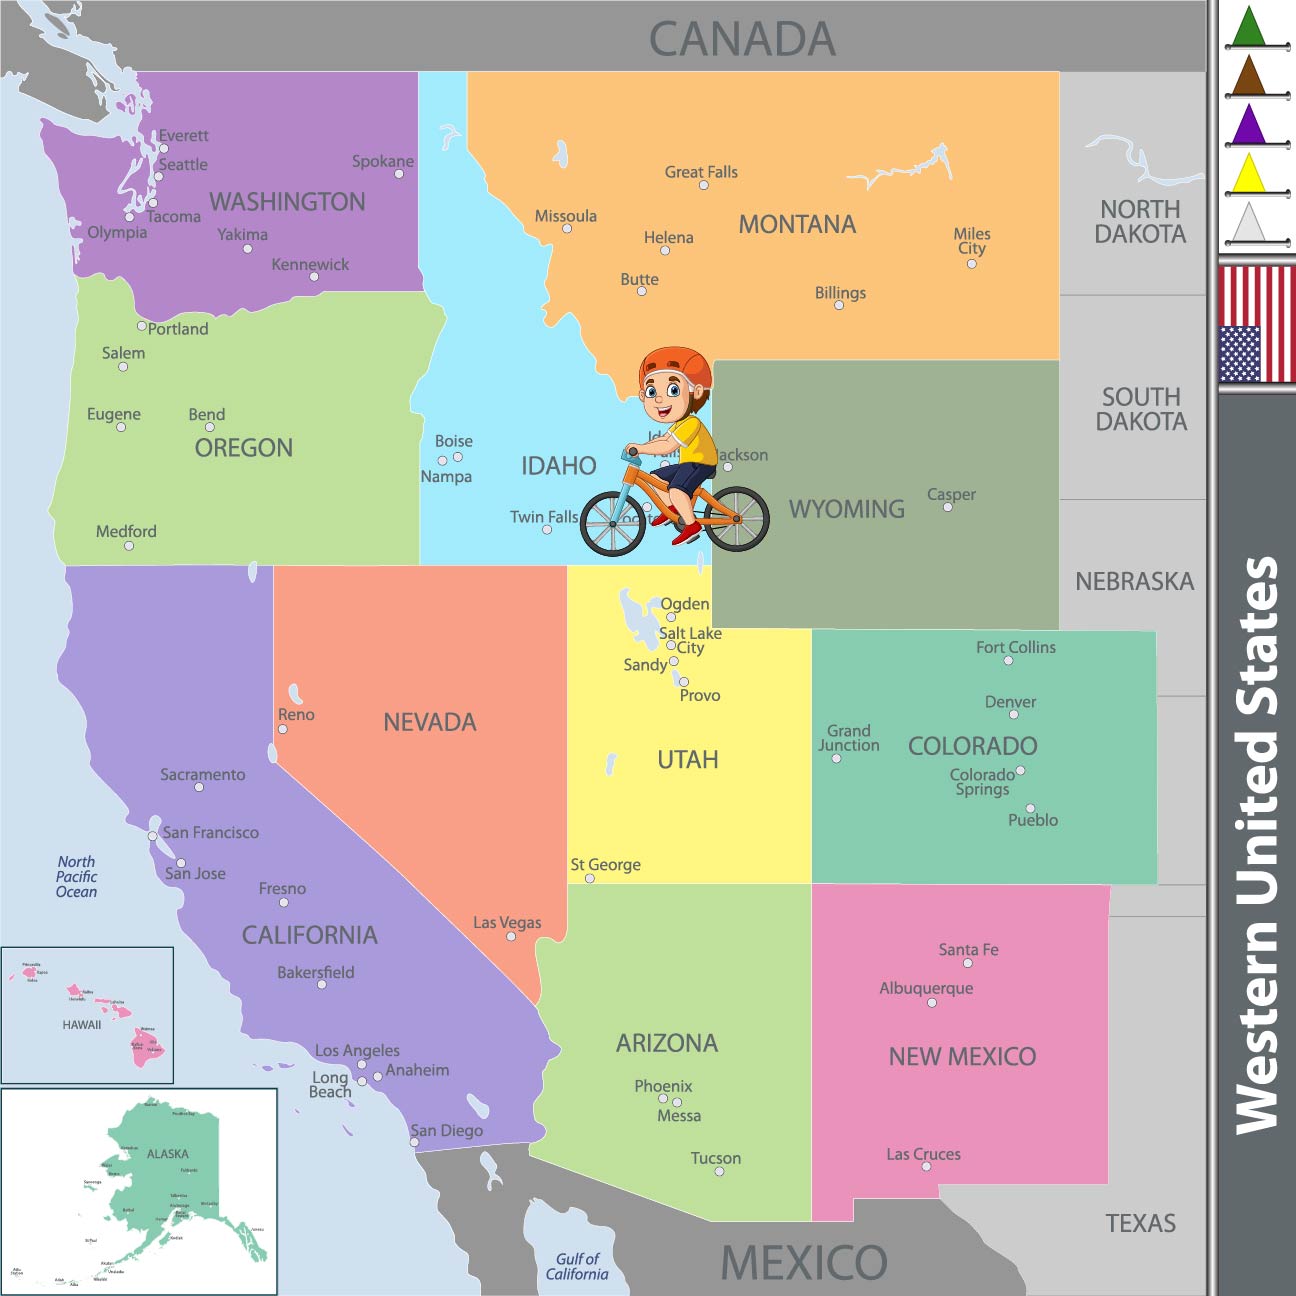 CANADA
Everett
Seattle
Spokane
WASHINGTON
Tacoma
Olympia
Yakima
Kennewick
Great Falls
Missoula
MONTANA
Helena
Miles
City
Butte
Billings
NORTH
DAKOTA
Portland
Salem
Eugene
Bend
OREGON
Medford
Boise
Nampa
IDAHO
Twin Falls
ackson
WYOMING
Casper
SOUTH
DAKOTA
NEBRASKA
Ogden
Salt Lake
City
Sandy
Provo
Fort Collins
Denver
Reno
NEVADA
UTAH
Grand
Junction
COLORADO
Colorado
Springs
Pueblo
Sacramento
San Francisco
San Jose
North
Pacific
Ocean
Fresno
St George
Las Vegas
CALIFORNIA
Bakersfield
Santa Fe
Albuquerque
HAWAII
ARIZONA
NEW MEXICO
Los Angeles
Anaheim
Long
Beach
Phoenix
Messa
San Diego
ALASKA
Tucson
Las Cruces
TEXAS
Gulf of
California
MEXICO
Western United States